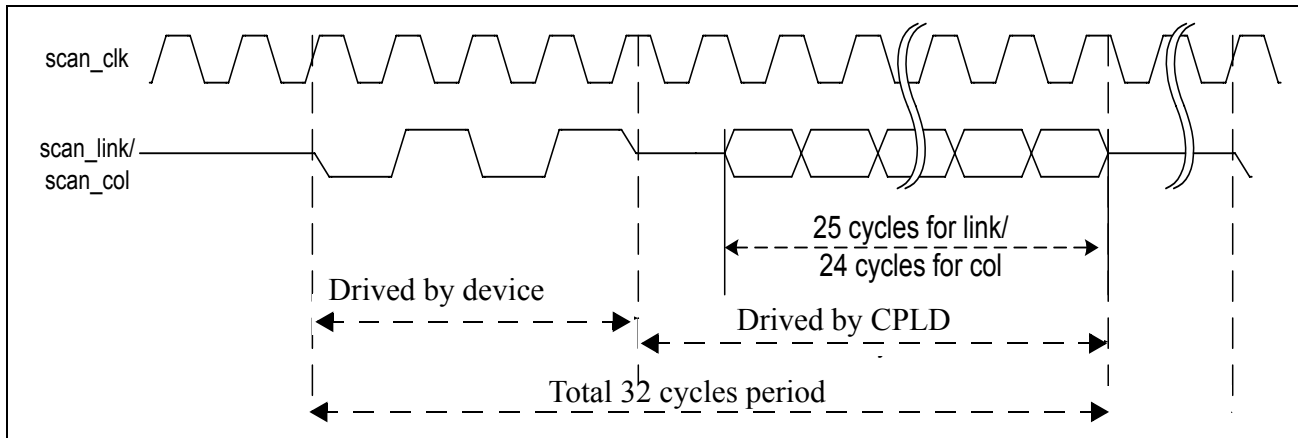 scan_clk
scan_link/
scan_col
25 cycles for link/
24 cycles for col
Drived by device
Drived by CPLD
Total 32 cycles period